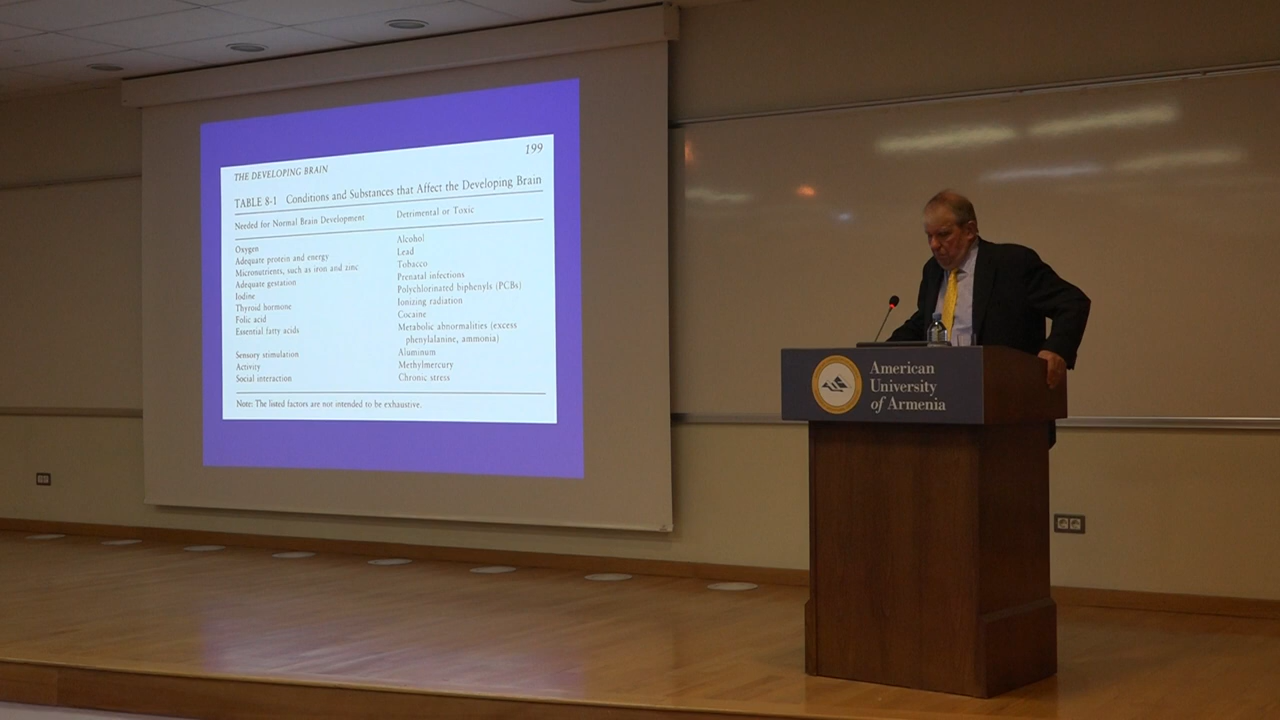 THE DEVELOPING BRAIN
199
TABLE 8-1 Conditions and Substances that Affect the Developing Brain
Needed for Normal Brain Development
Detrimental or Toxic
Oxygen
Adequate protein and energy
Micronutrients, such as iron and zinc
Adequate gestation
Iodine
Thyroid hormone
Folic acid
Essential fatty acids
Sensory stimulation
Activity
Social interaction
Alcohol
Lead
Tobacco
Prenatal infections
Polychlorinated biphenyls (PCBs)
Ionizing radiation
Cocaine
Metabolic abnormalities (excess
phenylalanine, ammonia)
Aluminum
Methylmercury
Chronic stress
Note: The listed factors are not intended to be exhaustive.
American
University
of Armenia